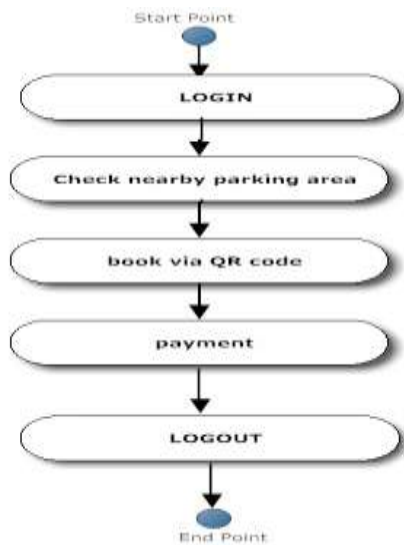 Start Point
LOGIN
Check nearby parking area
book via QR code
payment
LOGOUT
End Point